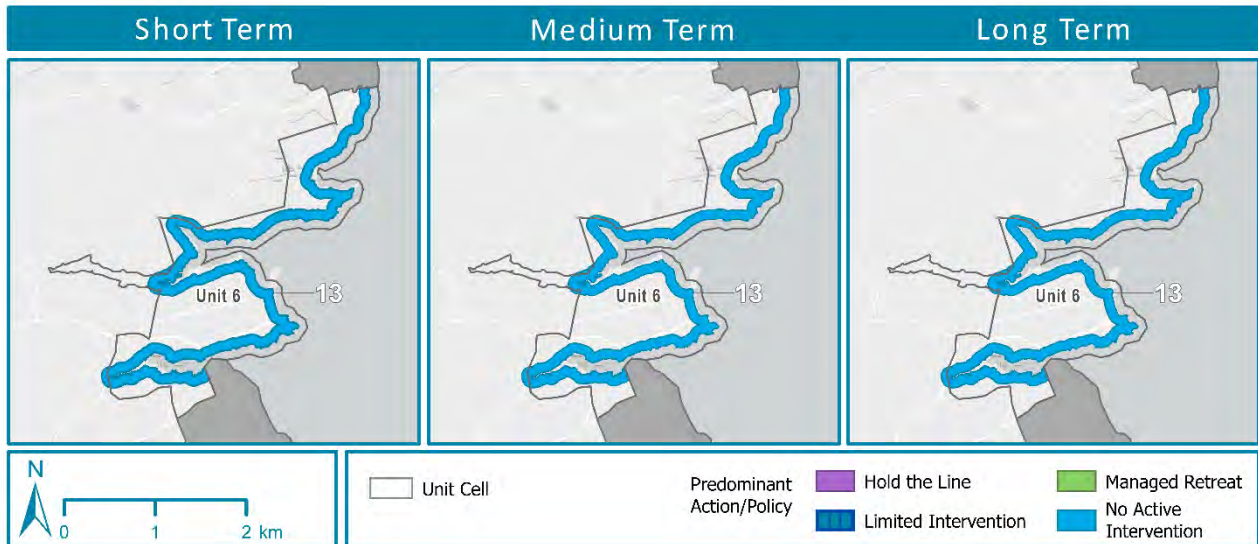 Short Term
Medium Term
Long Term
Unit 6
13
Unit 6
13
Unit 6
13
N
0 1 2 km
Unit Cell
Predominant
Action/Policy
Hold the Line
Limited Intervention
Managed Retreat
No Active
Intervention